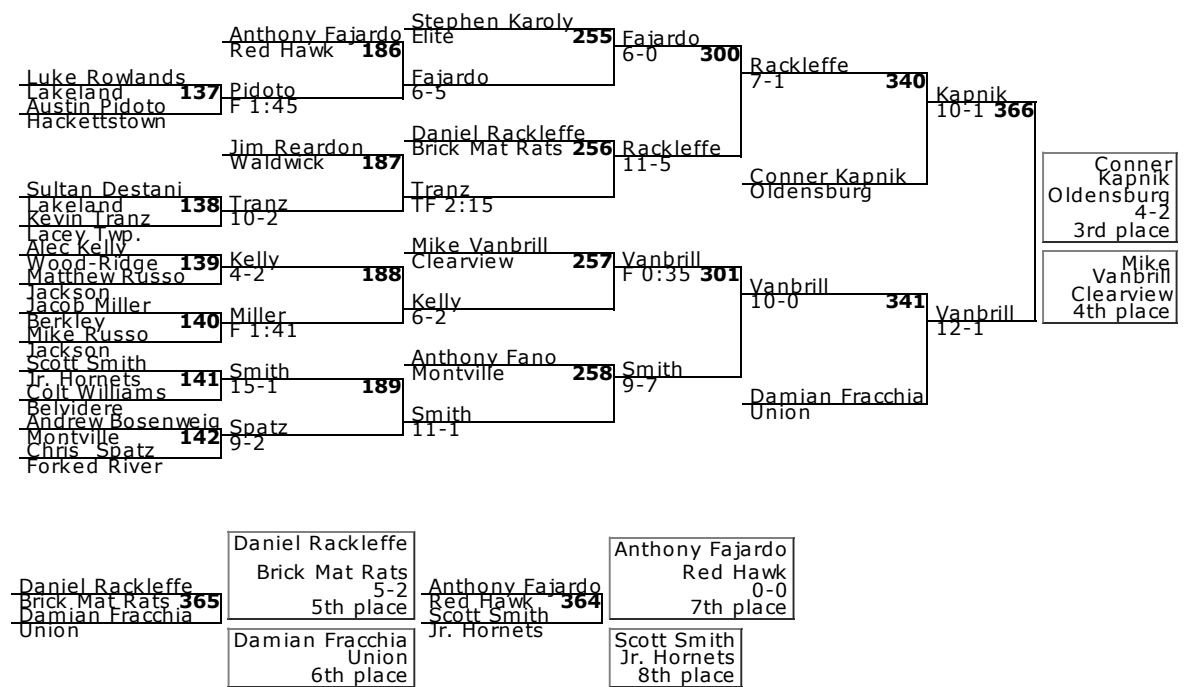 Anthony Fajardo
Red Hawk 186
Luke Rowlands
Lakeland 137
Austin Pidoto
Hackettstown
Pidoto
F 1:45
Jim Reardon
Waldwick 187
Sultan Destani
Lakeland 138
Kevin Tranz
Lacey Twp.
Tranz
10-2
Alec Kelly
Wood-Ridge 139
Matthew Russo
Jackson
Kelly
4-2
188
Jacob Miller
Berkley 140
Mike Russo
Jackson
Miller
F 1:41
Scott Smith
Jr. Hornets 141
Colt Williams
Belvidere
Smith
15-1
189
Andrew Bosenweig
Montville 142
Chris Spatz
Forked River
Spatz
9-2
Stephen Karoly
Elite 255
Fajardo
6-5
Daniel Rackleffe
Brick Mat Rats 256
Tranz
TF 2:15
Mike Vanbrill
Clearview 257
Kelly
6-2
Anthony Fano
Montville 258
Smith
11-1
Fajardo
6-0 300
Rackleffe
11-5
Vanbrill
F 0:35 301
Smith
9-7
Rackleffe
7-1 340
Conner Kapnik
Oldensburg
Vanbrill
10-0 341
Damian Fracchia
Union
Kapnik
10-1 366
Vanbrill
12-1
Conner
Kapnik
Oldensburg
4-2
3rd place
Mike
Vanbrill
Clearview
4th place
Daniel Rackleffe
Brick Mat Rats 365
Damian Fracchia
Union
Daniel Rackleffe
Brick Mat Rats
5-2
5th place
Damian Fracchia
Union
6th place
Anthony Fajardo
Red Hawk 364
Scott Smith
Jr. Hornets
Anthony Fajardo
Red Hawk
0-0
7th place
Scott Smith
Jr. Hornets
8th place